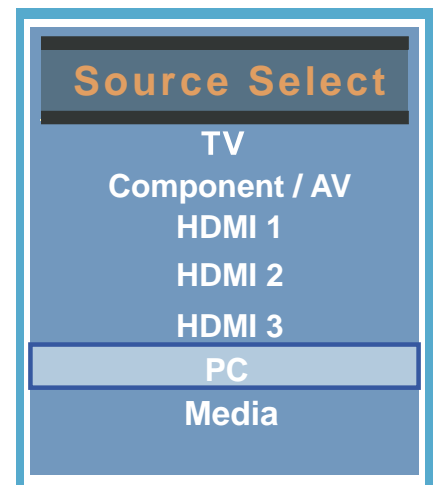 Source Select
TV
Component / AV
HDMI 1
HDMI 2
HDMI 3
PC
Media